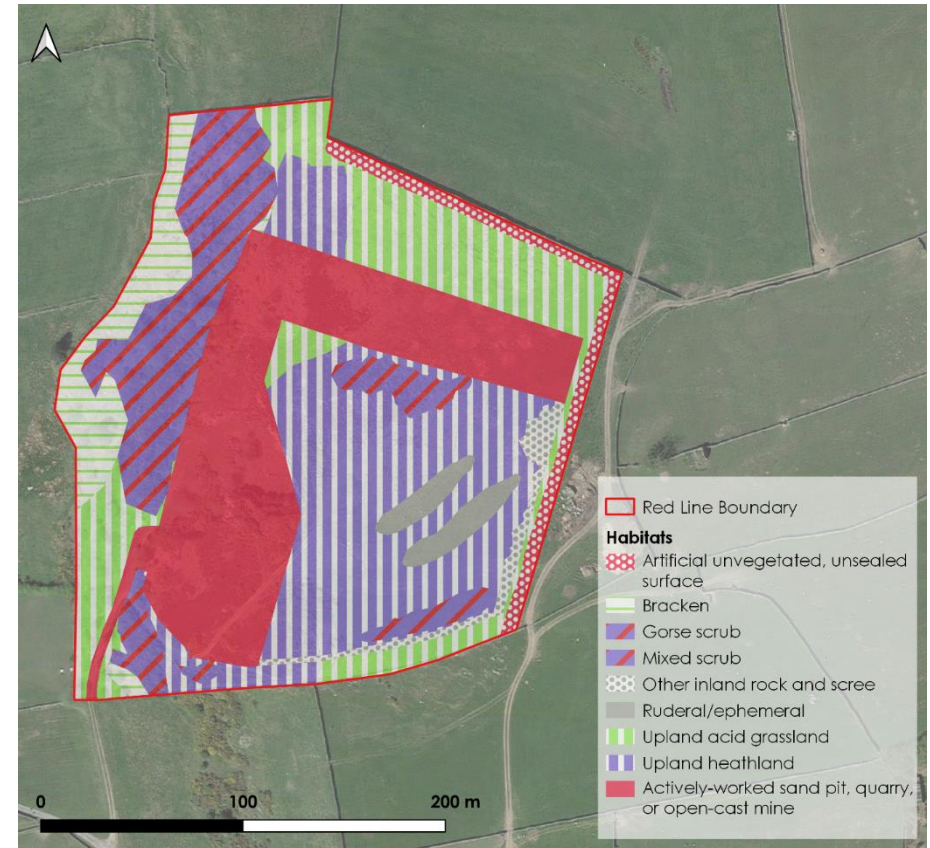 Red Line Boundary
Habitats
Artificial unvegetated, unsealed
surface
Bracken
Gorse scrub
Mixed scrub
Other inland rock and scree
Ruderal/ephemeral
Upland acid grassland
Upland heathland
Actively-worked sand pit, quarry,
or open-cast mine
0 100 200 m